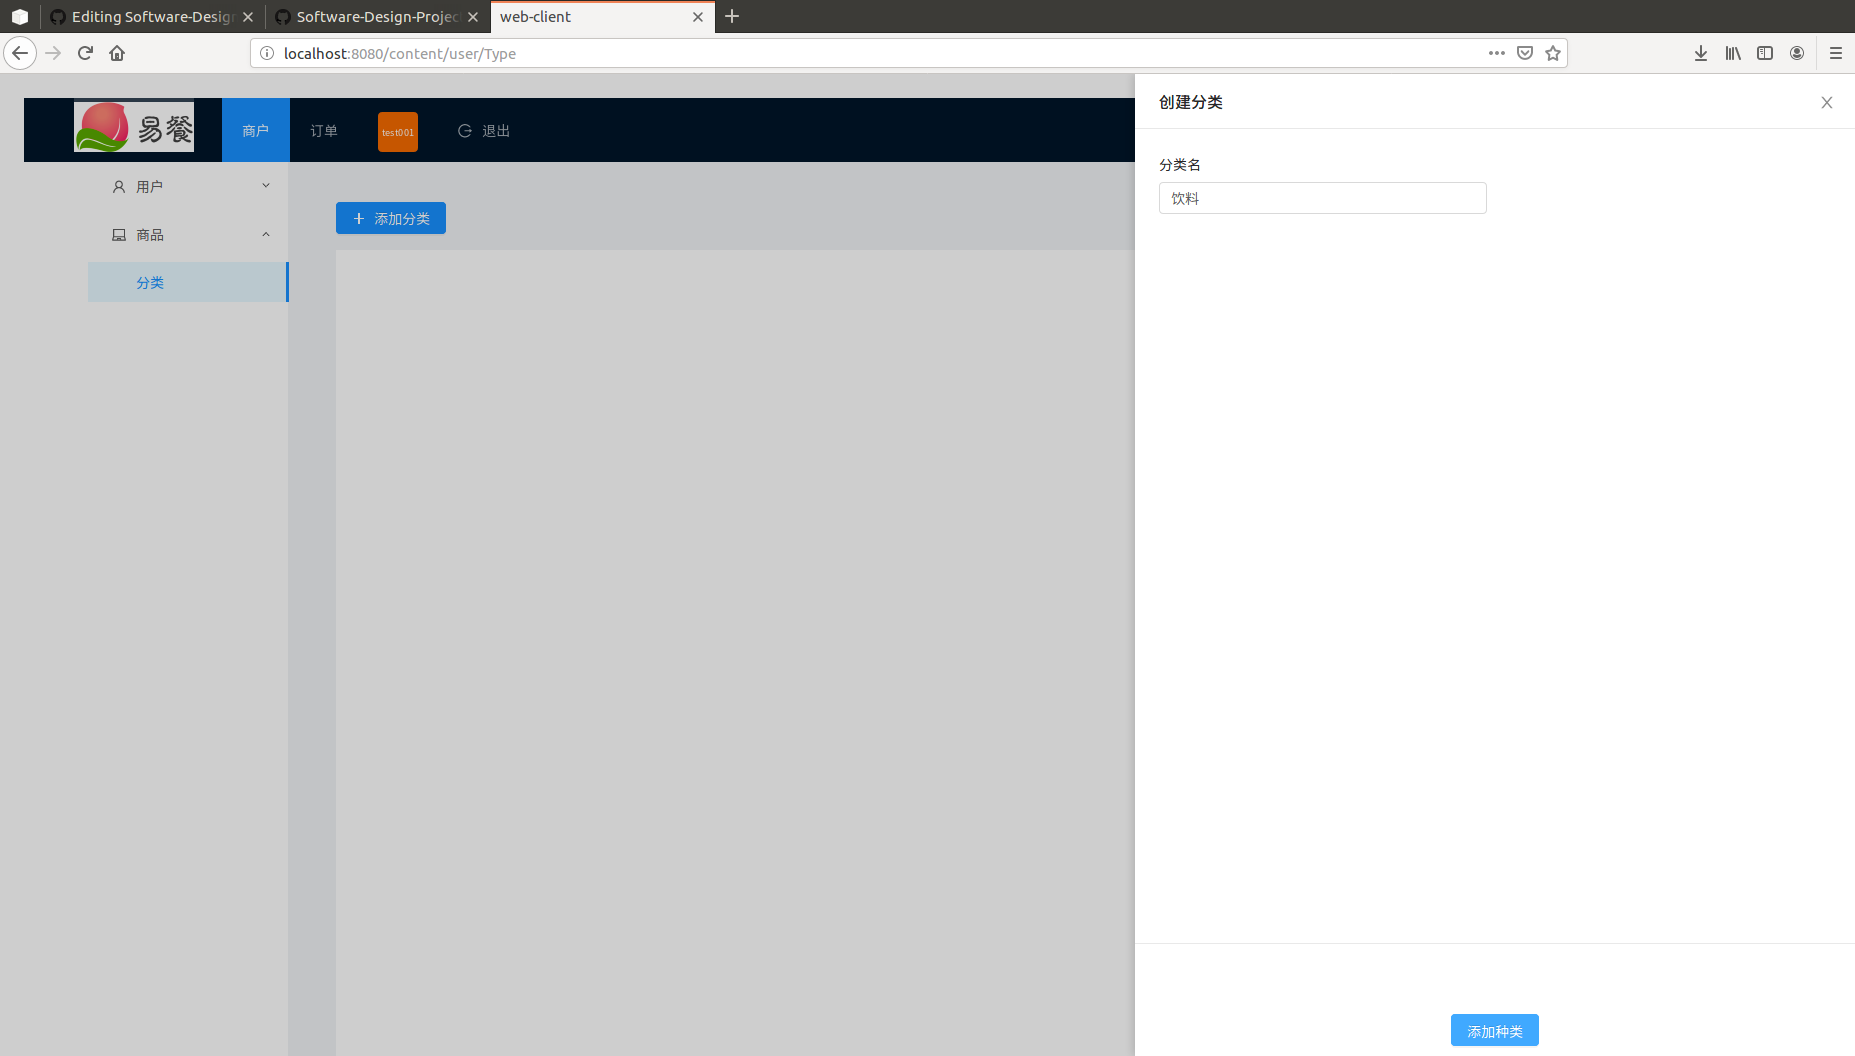 Editing Software-Desig
Software-Design-Projec
web-client
localhost:8080/content/user/Type
易餐
商户
订单
test001
退出
创建分类
用户
分类名
饮料
添加分类
商品
分类
添加种类